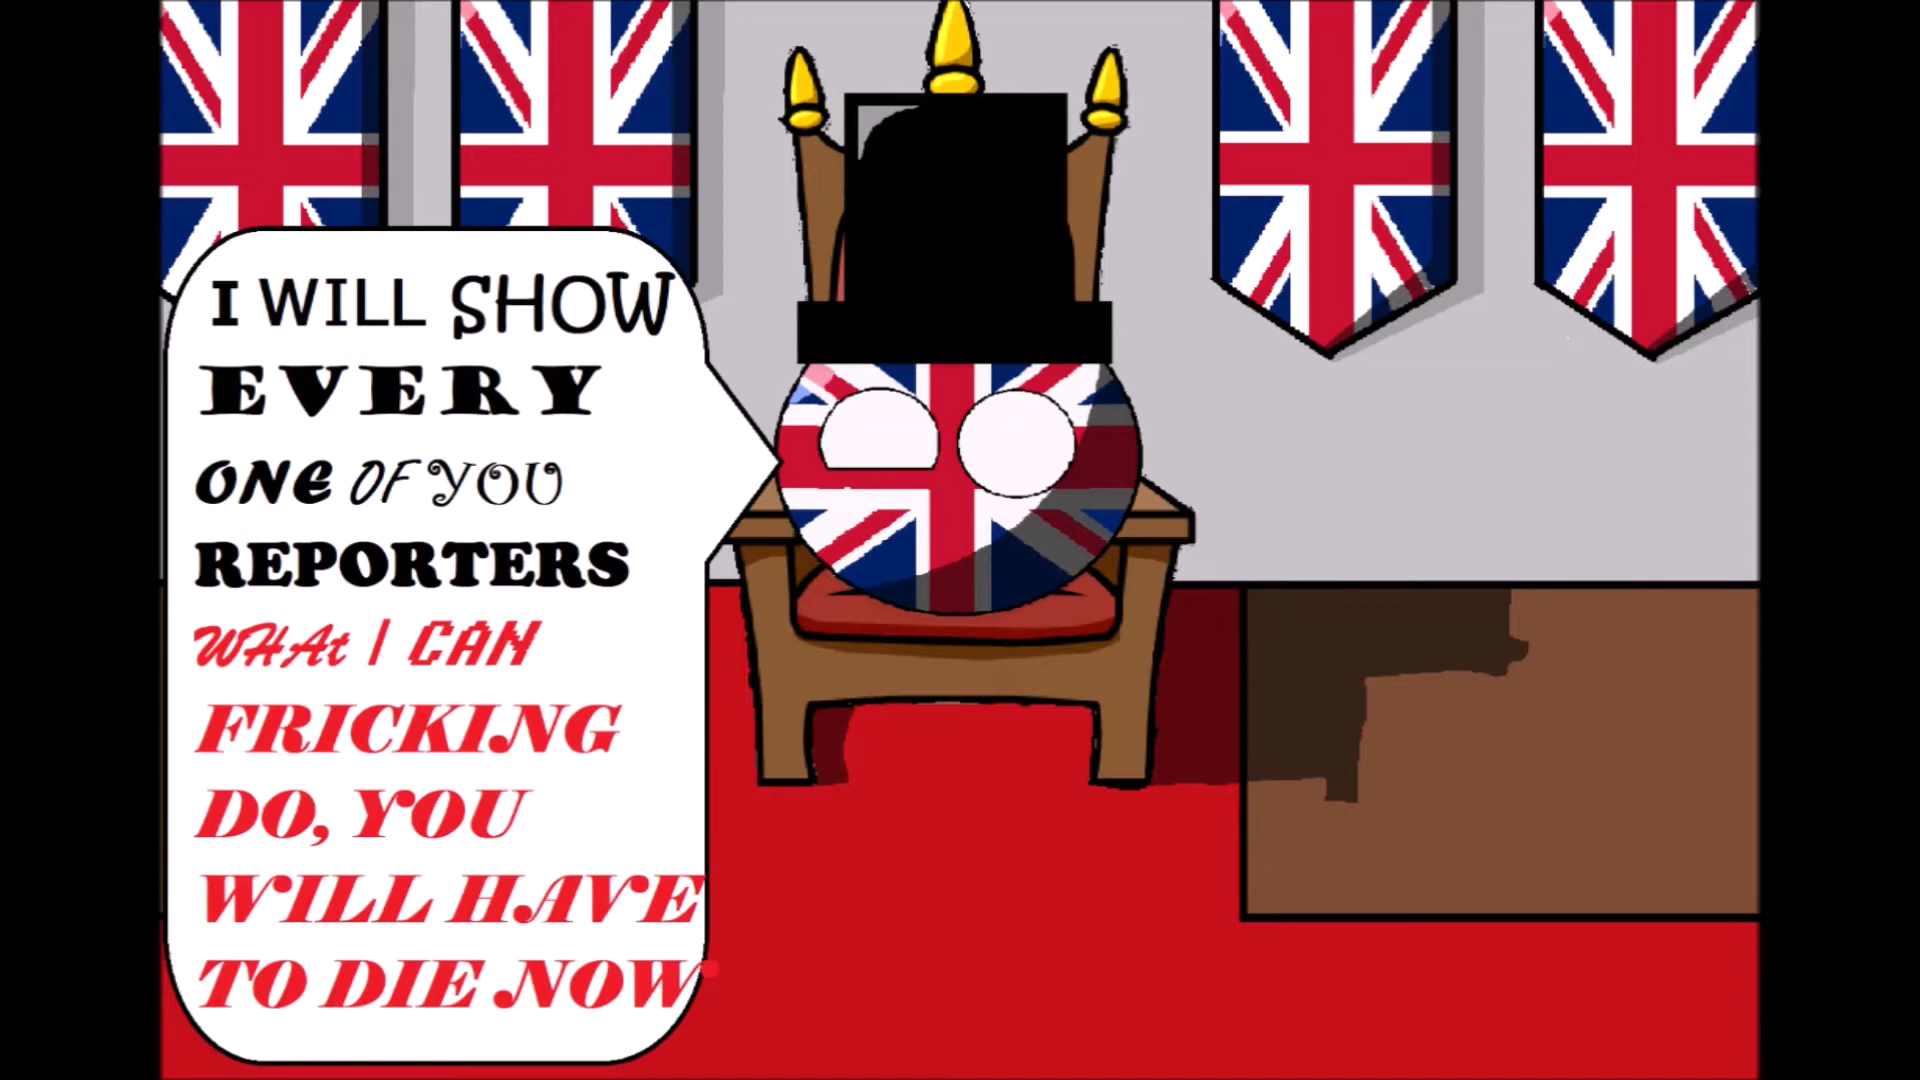 I WILL SHOW
EVERY
ONE OF YOU
REPORTERS
WHAt I CAN
FRICKING
DO, YOU
WILL HAVE
TO DIE NOW